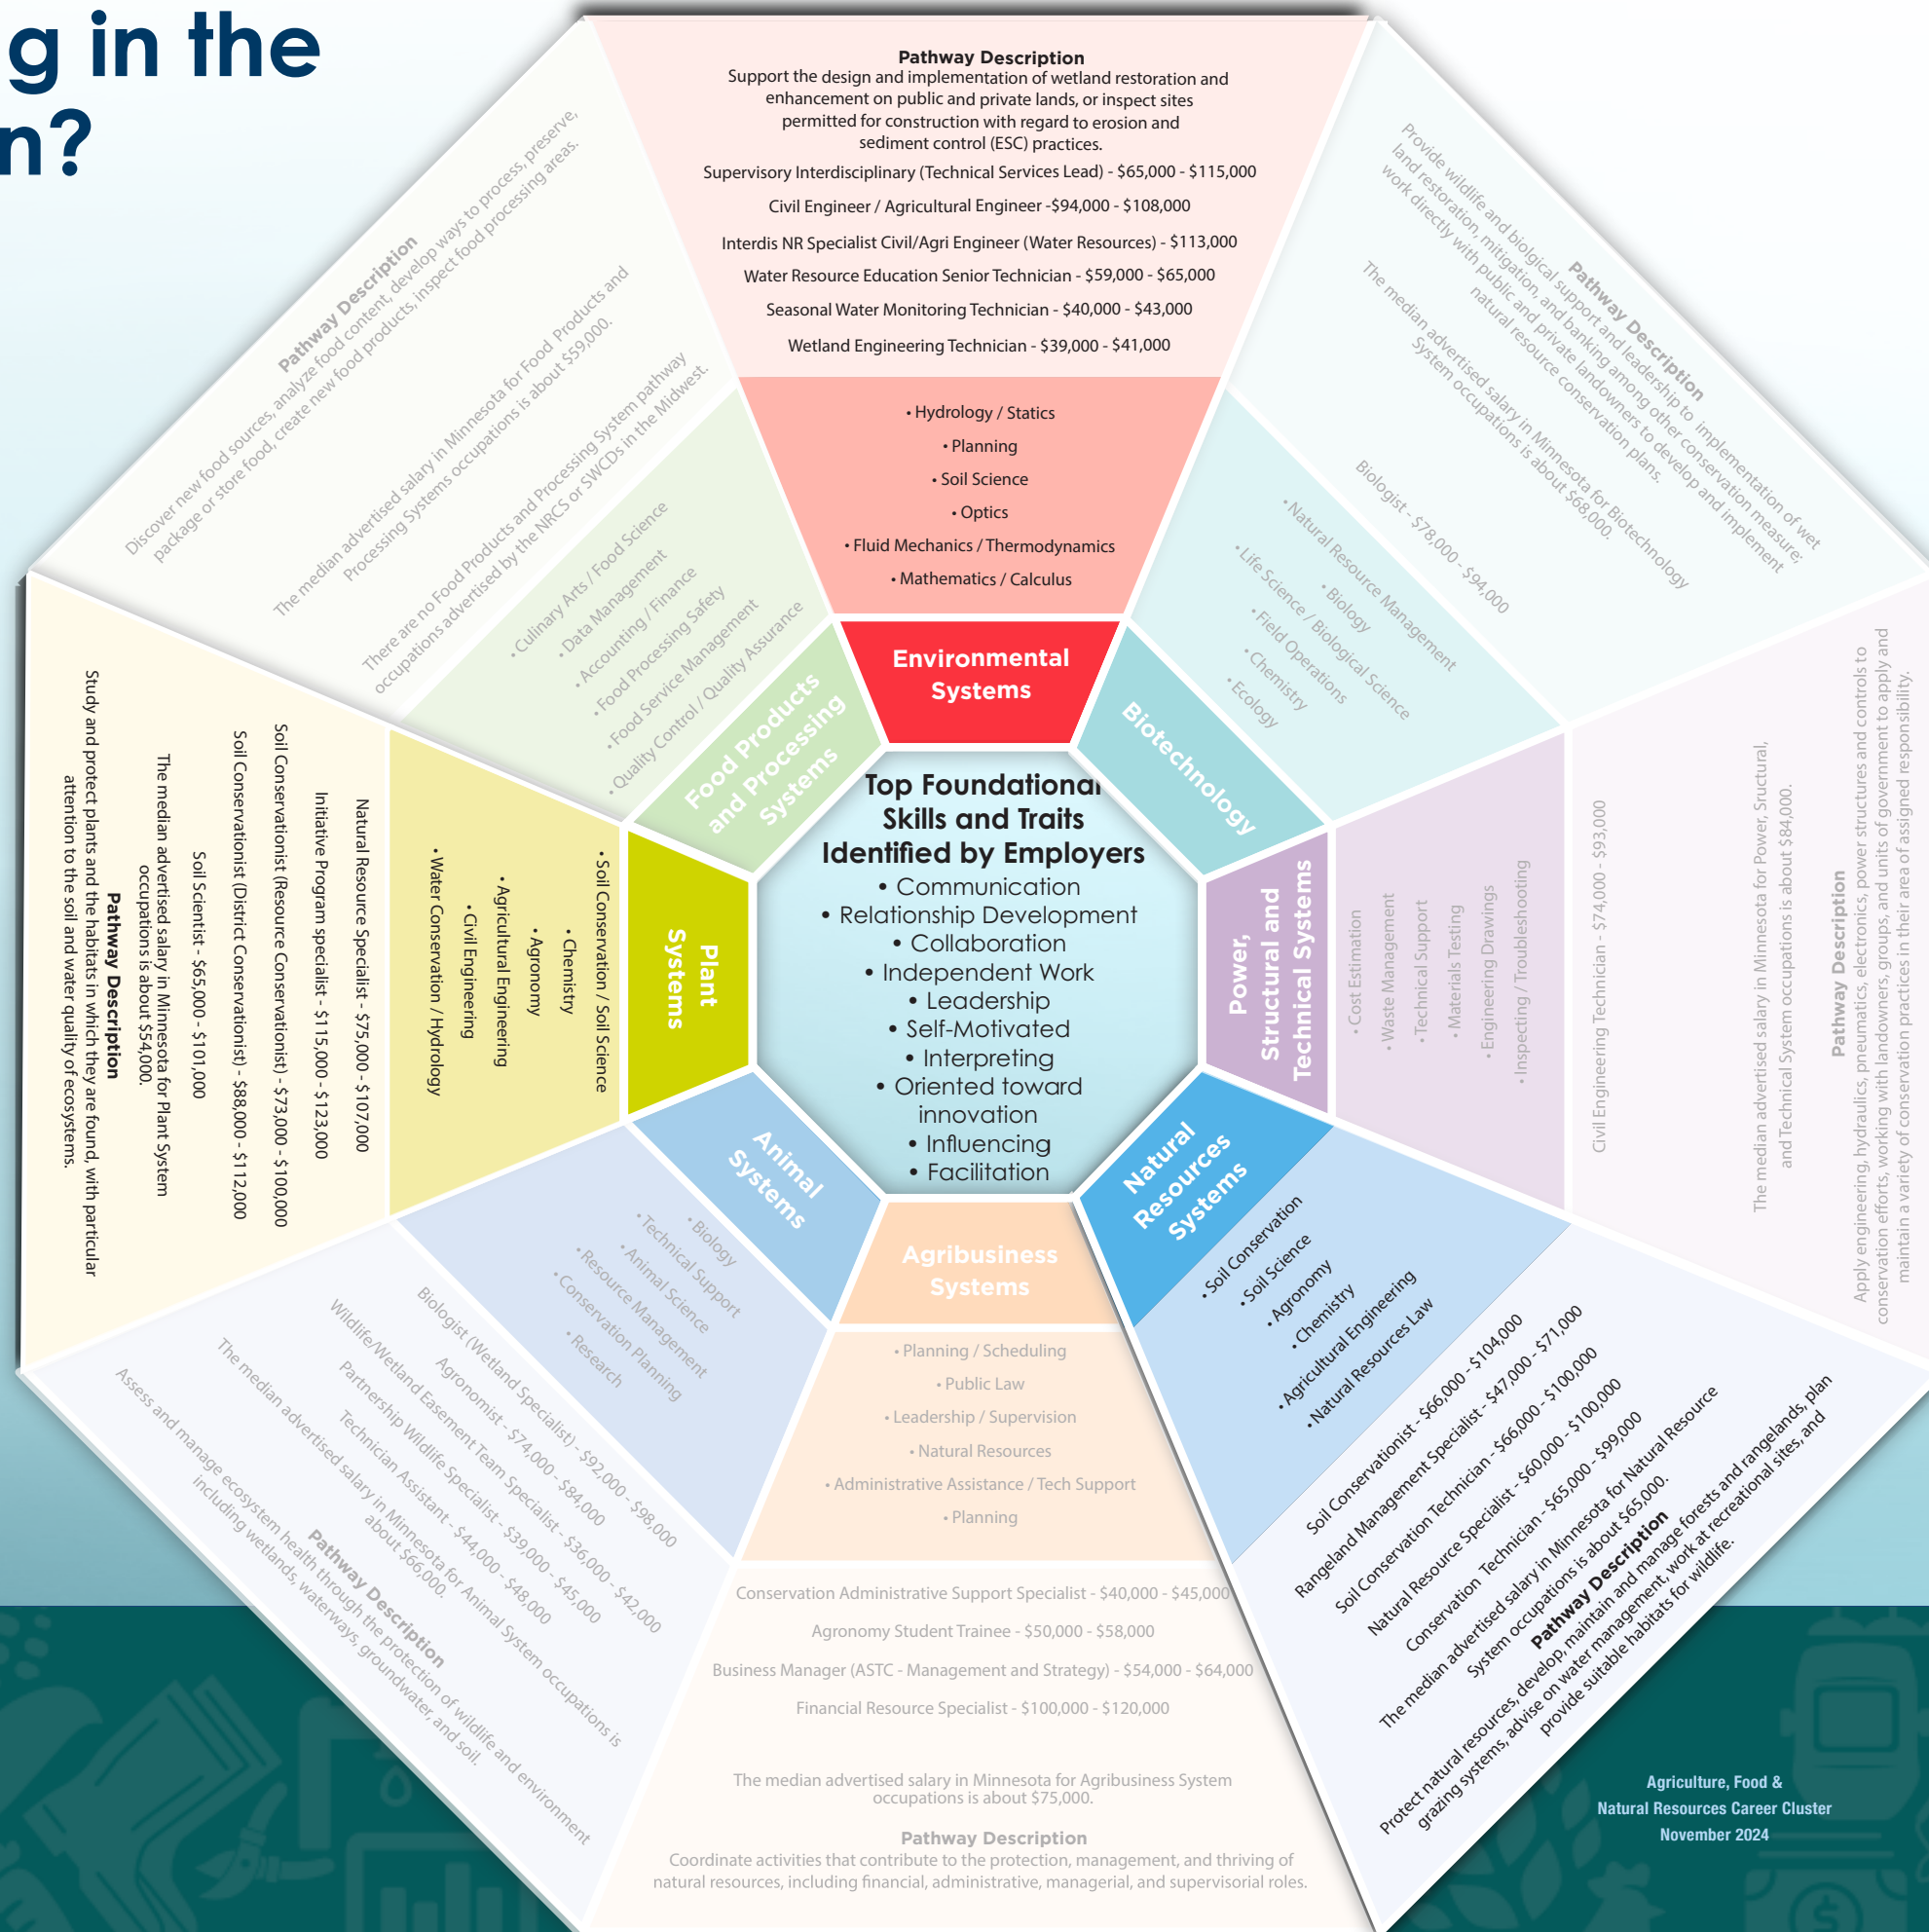 g in the
n?
Pathway Description
Support the design and implementation of wetland restoration and
enhancement on public and private lands, or inspect sites
permitted for construction with regard to erosion and
sediment control (ESC) practices.
Supervisory Interdisciplinary (Technical Services Lead) - $65,000 - $115,000
Civil Engineer / Agricultural Engineer -$94,000 - $108,000
Interdis NR Specialist Civil/Agri Engineer (Water Resources) - $113,000
Water Resource Education Senior Technician - $59,000 - $65,000
Seasonal Water Monitoring Technician - $40,000 - $43,000
Wetland Engineering Technician - $39,000 - $41,000
• Hydrology / Statics
• Planning
• Soil Science
• Optics
• Fluid Mechanics / Thermodynamics
• Mathematics / Calculus
Environmental
Systems
Pathway Description
Provide wildlife and biological support and leadership to implementation of wet
land restoration, mitigation, and banking among other conservation measure;
work directly with public and private landowners to develop and implement
natural resource conservation plans.
The median advertised salary in Minnesota for Biotechnology
System occupations is about $68,000.
Biologist - $78,000 - $94,000
• Natural Resource Management
• Biology
• Life Science / Biological Science
• Field Operations
• Chemistry
• Ecology
Biotechnology
Pathway Description
Apply engineering, hydraulics, pneumatics, electronics, power structures and controls to
conservation efforts, working with landowners, groups, and units of government to apply and
maintain a variety of conservation practices in their area of assigned responsibility.
The median advertised salary in Minnesota for Power, Sructural,
and Technical System occupations is about $84,000.
Civil Engineering Technician - $74,000 - $93,000
• Cost Estimation
• Waste Management
• Technical Support
• Materials Testing
• Engineering Drawings
• Inspecting / Troubleshooting
Power,
Structural and
Technical Systems
Natural
Resources
Systems
• Soil Conservation
• Soil Science
• Agronomy
• Chemistry
• Agricultural Engineering
• Natural Resources Law
Soil Conservationist - $66,000 - $104,000
Rangeland Management Specialist - $47,000 - $71,000
Soil Conservation Technician - $66,000 - $100,000
Natural Resource Specialist - $60,000 - $100,000
Conservation Technician - $65,000 - $99,000
The median advertised salary in Minnesota for Natural Resource
System occupations is about $65,000.
Pathway Description
Protect natural resources, develop, maintain and manage forests and rangelands, plan
grazing systems, advise on water management, work at recreational sites, and
provide suitable habitats for wildlife.
Agribusiness
Systems
• Planning / Scheduling
• Public Law
• Leadership / Supervision
• Natural Resources
• Administrative Assistance / Tech Support
• Planning
Conservation Administrative Support Specialist - $40,000 - $45,000
Agronomy Student Trainee - $50,000 - $58,000
Business Manager (ASTC - Management and Strategy) - $54,000 - $64,000
Financial Resource Specialist - $100,000 - $120,000
The median advertised salary in Minnesota for Agribusiness System
occupations is about $75,000.
Pathway Description
Coordinate activities that contribute to the protection, management, and thriving of
natural resources, including financial, administrative, managerial, and supervisorial roles.
Animal
Systems
• Biology
• Technical Support
• Animal Science
• Resource Management
• Conservation Planning
• Research
Biologist (Wetland Specialist) - $92,000 - $98,000
Agronomist - $74,000 - $84,000
Wildlife/Wetland Easement Team Specialist - $36,000 - $42,000
Partnership Wildlife Specialist - $39,000 - $45,000
Technician Assistant - $44,000 - $48,000
The median advertised salary in Minnesota for Animal System occupations is
about $66,000.
Pathway Description
Assess and manage ecosystem health through the protection of wildlife and environment
including wetlands, waterways, groundwater, and soil.
Plant
Systems
• Soil Conservation / Soil Science
• Chemistry
• Agronomy
• Agricultural Engineering
• Civil Engineering
• Water Conservation / Hydrology
Natural Resource Specialist - $75,000 - $107,000
Initiative Program specialist - $115,000 - $123,000
Soil Conservationist (Resource Conservationist) - $73,000 - $100,000
Soil Conservationist (District Conservationist) - $88,000 - $112,000
Soil Scientist - $65,000 - $101,000
The median advertised salary in Minnesota for Plant System
occupations is about $54,000.
Pathway Description
Study and protect plants and the habitats in which they are found, with particular
attention to the soil and water quality of ecosystems.
Pathway Description
Discover new food sources, analyze food content, develop ways to process, preserve,
package or store food, create new food products, inspect food processing areas.
The median advertised salary in Minnesota for Food Products and
Processing Systems occupations is about $59,000.
There are no Food Products and Processing System pathway
occupations advertised by the NRCS or SWCDs in the Midwest.
• Culinary Arts / Food Science
• Data Management
• Accounting / Finance
• Food Processing Safety
• Food Service Management
• Quality Control / Quality Assurance
Food Products
and Processing
Systems
Top Foundational
Skills and Traits
Identified by Employers
• Communication
• Relationship Development
• Collaboration
• Independent Work
• Leadership
• Self-Motivated
• Interpreting
• Oriented toward
innovation
• Influencing
• Facilitation
Agriculture, Food &
Natural Resources Career Cluster
November 2024
$